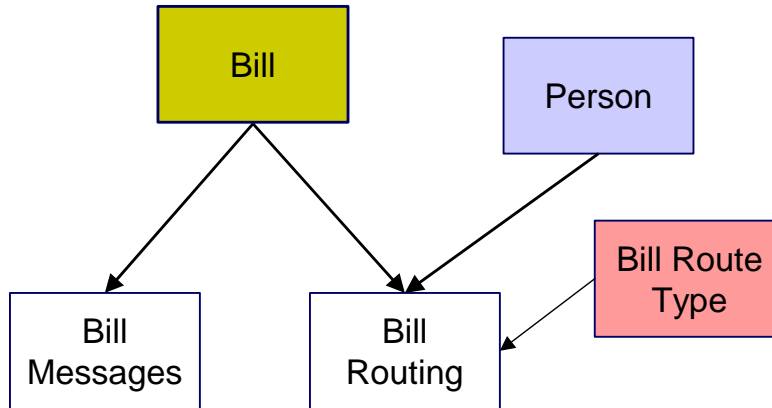 Bill
Person
Bill Route
Type
Bill
Messages
Bill
Routing